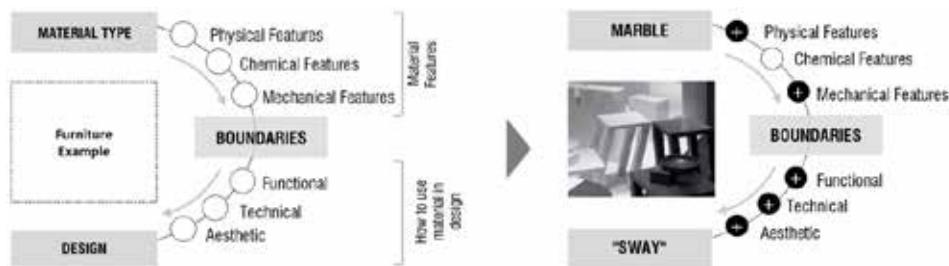 MATERIAL TYPE
Physical Features
Chemical Features
Mechanical Features
Material
Features
Furniture
Example
BOUNDARIES
Functional
Technical
Aesthetic
How to use
material in
design
DESIGN
MARBLE
Physical Features
Chemical Features
Mechanical Features
BOUNDARIES
Functional
Technical
Aesthetic
"SWAY"